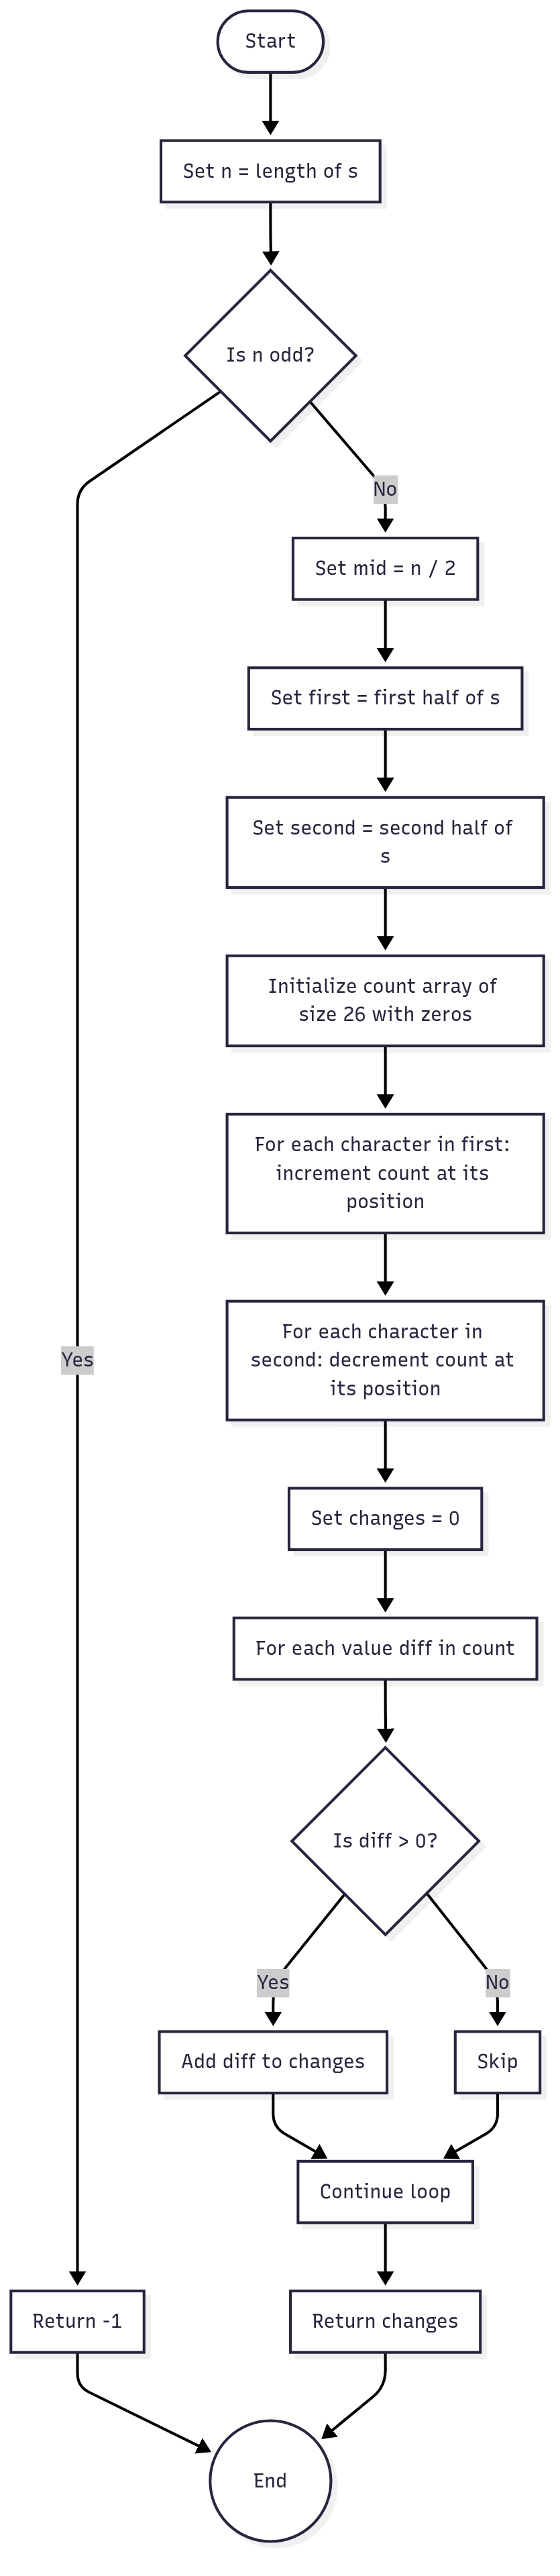 Start
Set n = length of s
Is n odd?
No
Set mid = n / 2
Set first = first half of s
Set second = second half of
s
Initialize count array of
size 26 with zeros
For each character in first:
increment count at its
position
For each character in
second: decrement count at
its position
Yes
Set changes = 0
For each value diff in count
Is diff > 0?
Yes
No
Add diff to changes
Skip
Continue loop
Return -1
Return changes
End